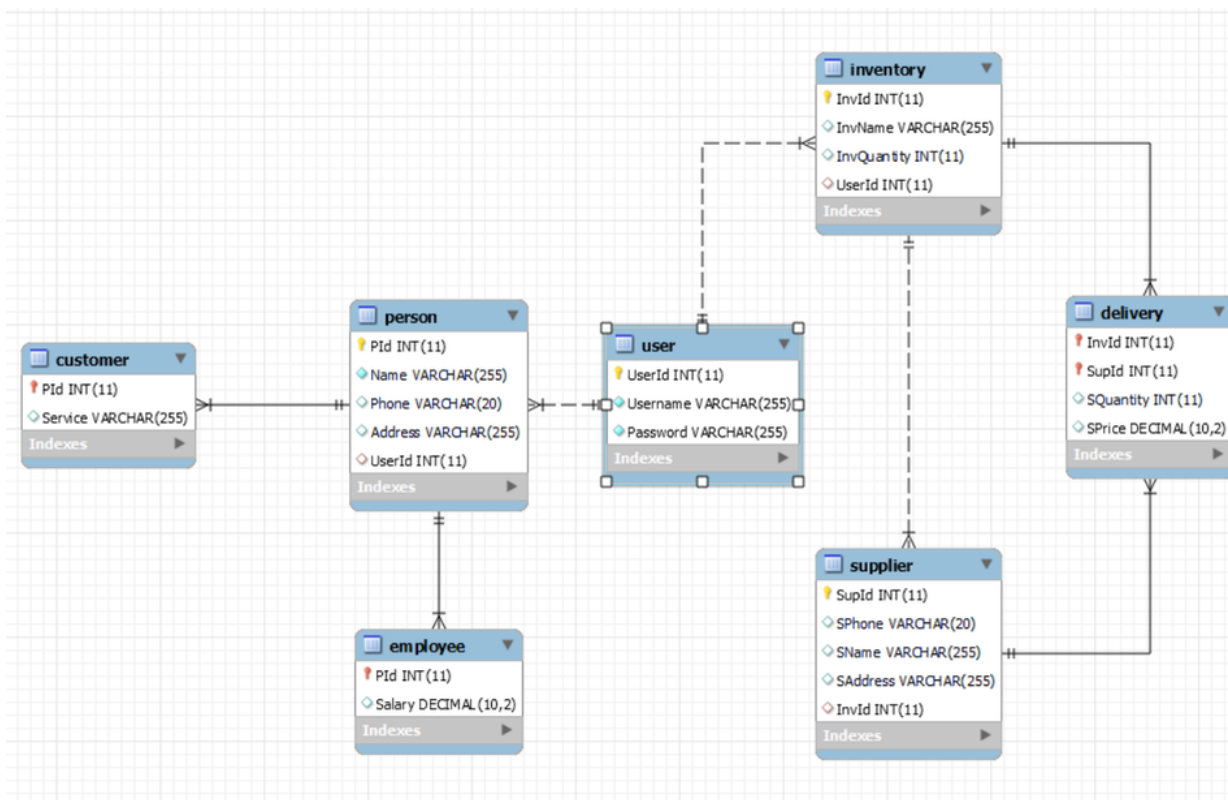 inventory
InvId INT(11)
InvName VARCHAR(255)
InvQuantity INT(11)
UserId INT(11)
Indexes
person
PId INT(11)
Name VARCHAR(255)
Phone VARCHAR(20)
Address VARCHAR(255)
UserId INT(11)
Indexes
user
UserId INT(11)
Username VARCHAR(255)
Password VARCHAR(255)
Indexes
delivery
InvId INT(11)
SupId INT(11)
SQuantity INT(11)
SPrice DECIMAL(10,2)
Indexes
customer
PId INT(11)
Service VARCHAR(255)
Indexes
employee
PId INT(11)
Salary DECIMAL(10,2)
Indexes
supplier
SupId INT(11)
SPhone VARCHAR(20)
SName VARCHAR(255)
SAddress VARCHAR(255)
InvId INT(11)
Indexes